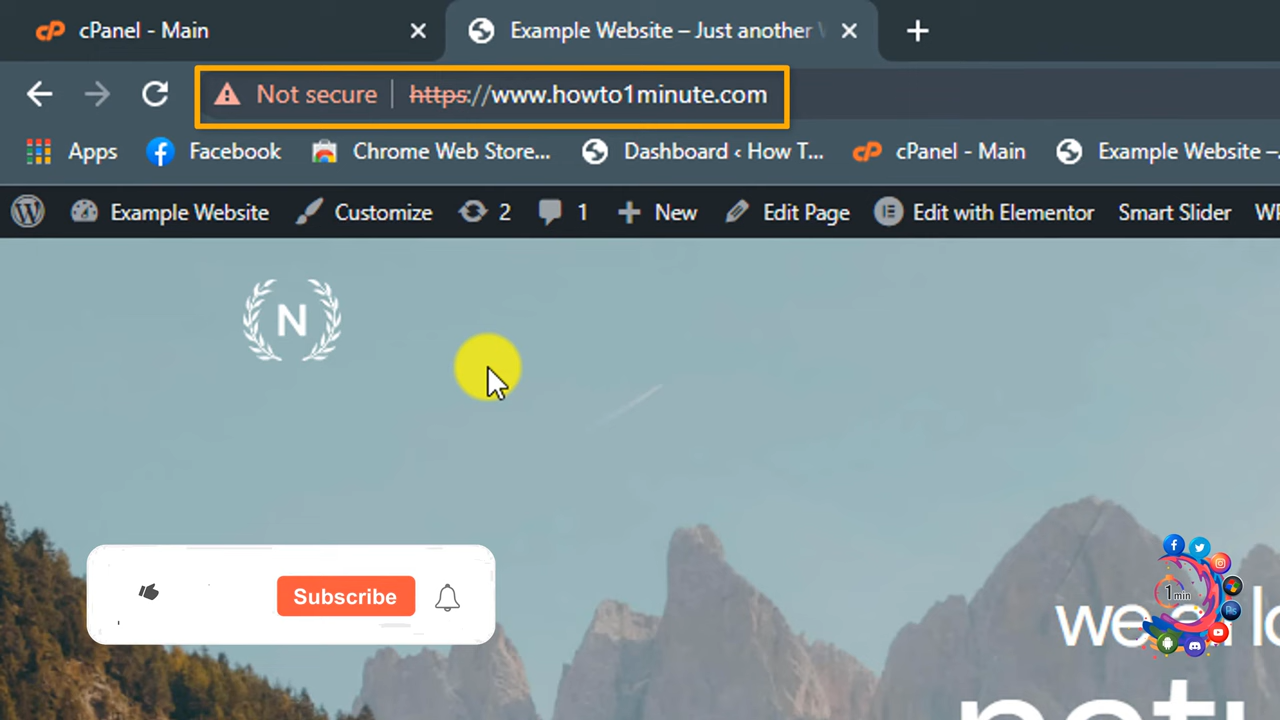 cPanel - Main
Example Website – Just another
Not secure
https://www.howto1minute.com
Apps
Facebook
Chrome Web Store...
Dashboard ‹ How T...
cPanel - Main
Example Website –
Example Website
Customize
2
1
New
Edit Page
Edit with Elementor
Smart Slider
N
Subscribe
1 min
Ps